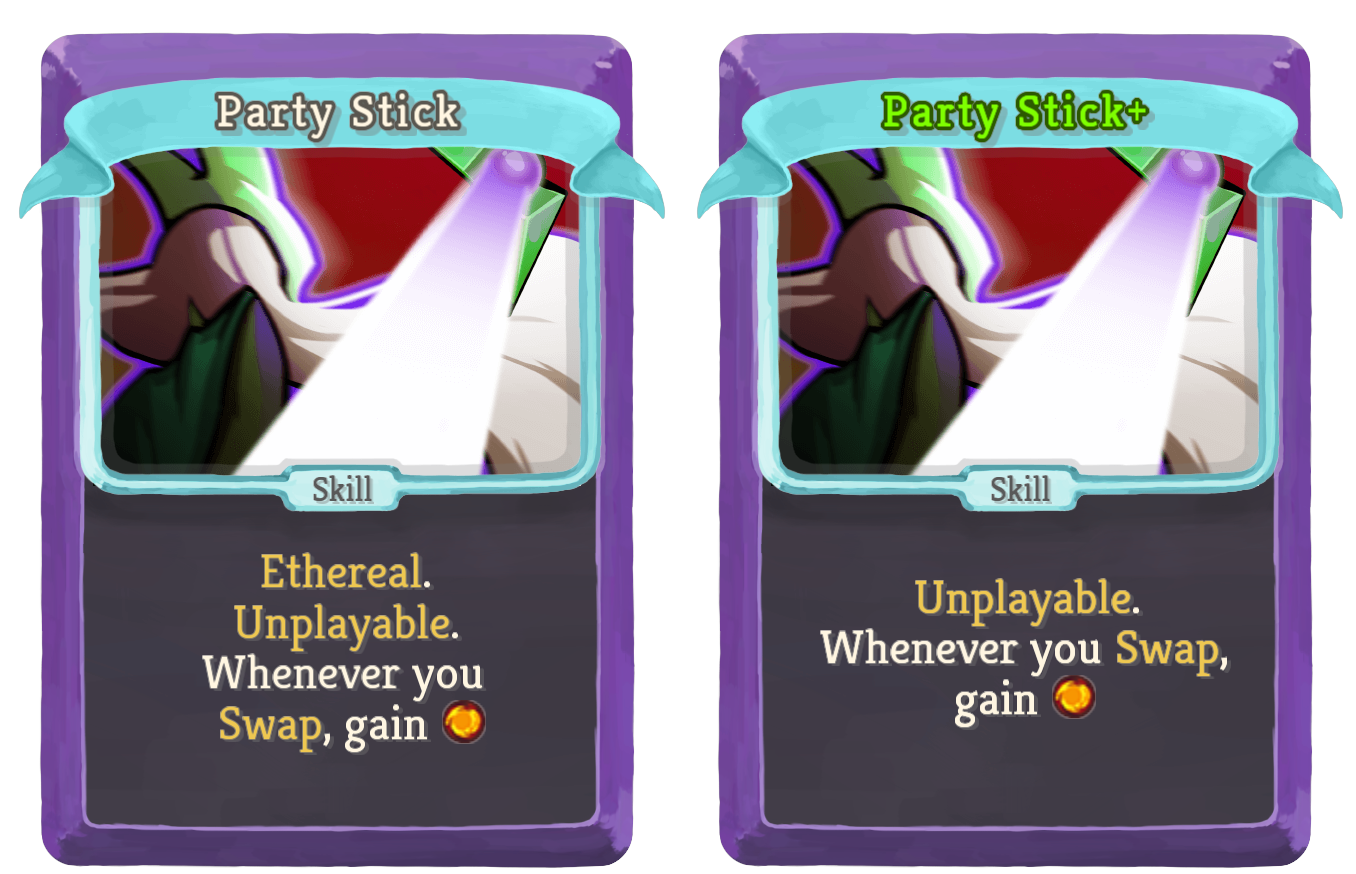 Party Stick
Skill
Ethereal.
Unplayable.
Whenever you
Swap, gain
Party Stick+
Skill
Unplayable.
Whenever you Swap,
gain